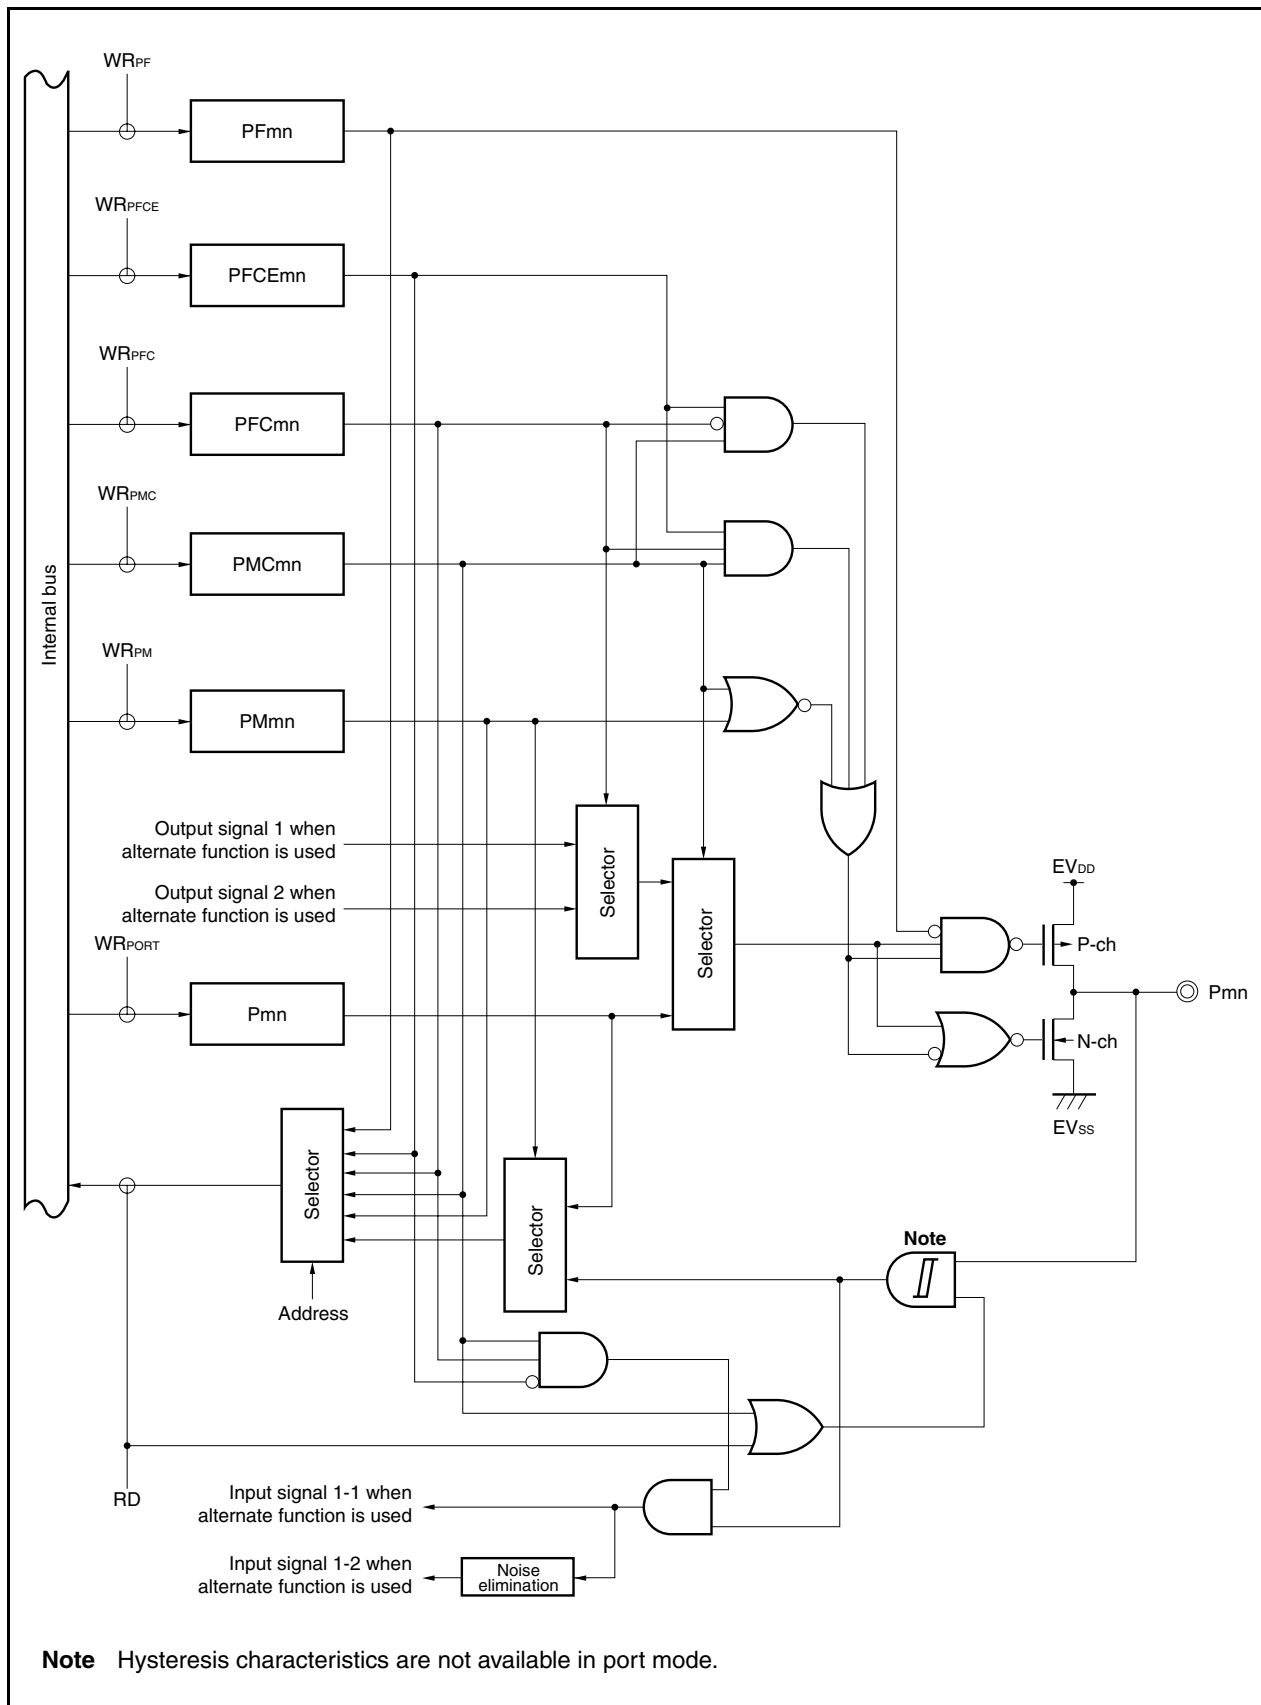 WRPF
PFmn
WRPFCE
PFCEmn
WRPFC
PFCmn
WRPMC
PMCmn
Internal bus
WRPM
PMmn
Output signal 1 when
alternate function is used
Output signal 2 when
alternate function is used
Selector
Selector
EVDD
P-ch
WRPORT
Pmn
Pmn
N-ch
EVSS
Selector
Selector
Note
Address
RD
Input signal 1-1 when
alternate function is used
Input signal 1-2 when
alternate function is used
Noise
elimination
Note Hysteresis characteristics are not available in port mode.